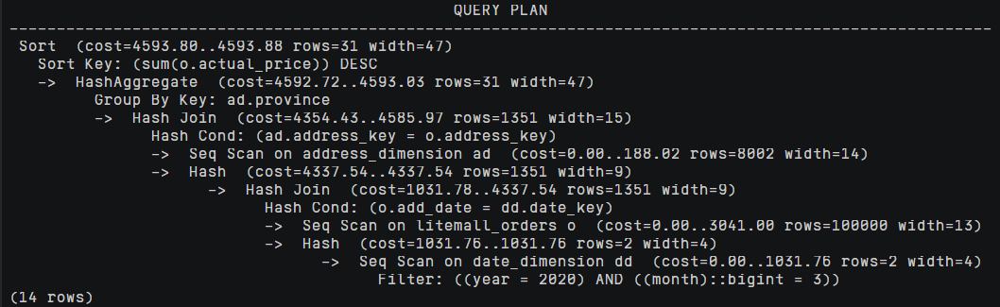 QUERY PLAN
--------------------------------------------------------------------------------------------------------
Sort  (cost=4593.80..4593.88 rows=31 width=47)
  Sort Key: (sum(o.actual_price)) DESC
  ->  HashAggregate  (cost=4592.72..4593.03 rows=31 width=47)
        Group By Key: ad.province
        ->  Hash Join  (cost=4354.43..4585.97 rows=1351 width=15)
              Hash Cond: (ad.address_key = o.address_key)
              ->  Seq Scan on address_dimension ad  (cost=0.00..188.02 rows=8002 width=14)
              ->  Hash  (cost=4337.54..4337.54 rows=1351 width=9)
                    ->  Hash Join  (cost=1031.78..4337.54 rows=1351 width=9)
                          Hash Cond: (o.add_date = dd.date_key)
                          ->  Seq Scan on litemall_orders o  (cost=0.00..3041.00 rows=100000 width=13)
                          ->  Hash  (cost=1031.76..1031.76 rows=2 width=4)
                                ->  Seq Scan on date_dimension dd  (cost=0.00..1031.76 rows=2 width=4)
                                      Filter: ((year = 2020) AND ((month)::bigint = 3))
(14 rows)